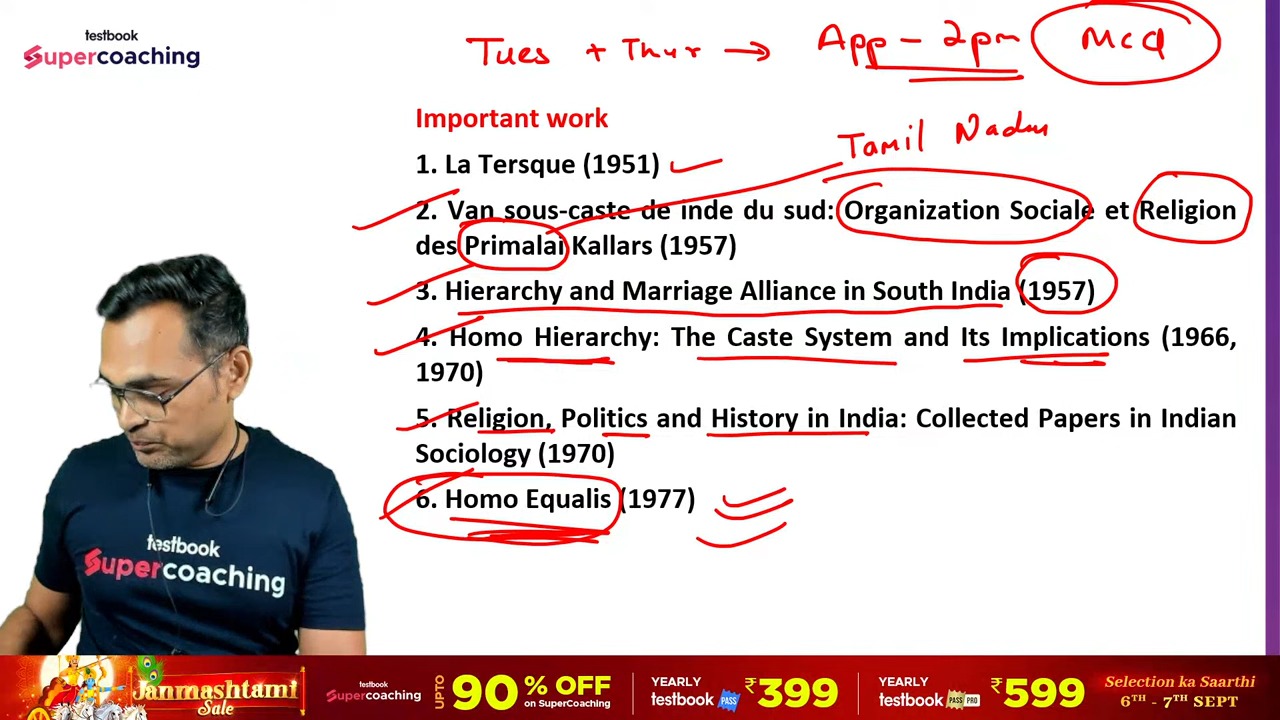 testbook
Supercoaching
Tues + Thur → App – 2pm MCQ
Important work
Tamil Nadu
1. La Tersque (1951)
2. Van sous-caste de inde du sud: Organization Sociale et Religion
des Primalai Kallars (1957)
3. Hierarchy and Marriage Alliance in South India (1957)
4. Homo Hierarchy: The Caste System and Its Implications (1966,
1970)
5. Religion, Politics and History in India: Collected Papers in Indian
Sociology (1970)
6. Homo Equalis (1977)
testbook
Supercoaching
Janmashtami
Sale
testbook
Supercoaching
UPTO 90% OFF
on SuperCoaching
YEARLY
testbook PASS ₹399
YEARLY
testbook PASS PRO ₹599
Selection ka Saarthi
6TH - 7TH SEPT